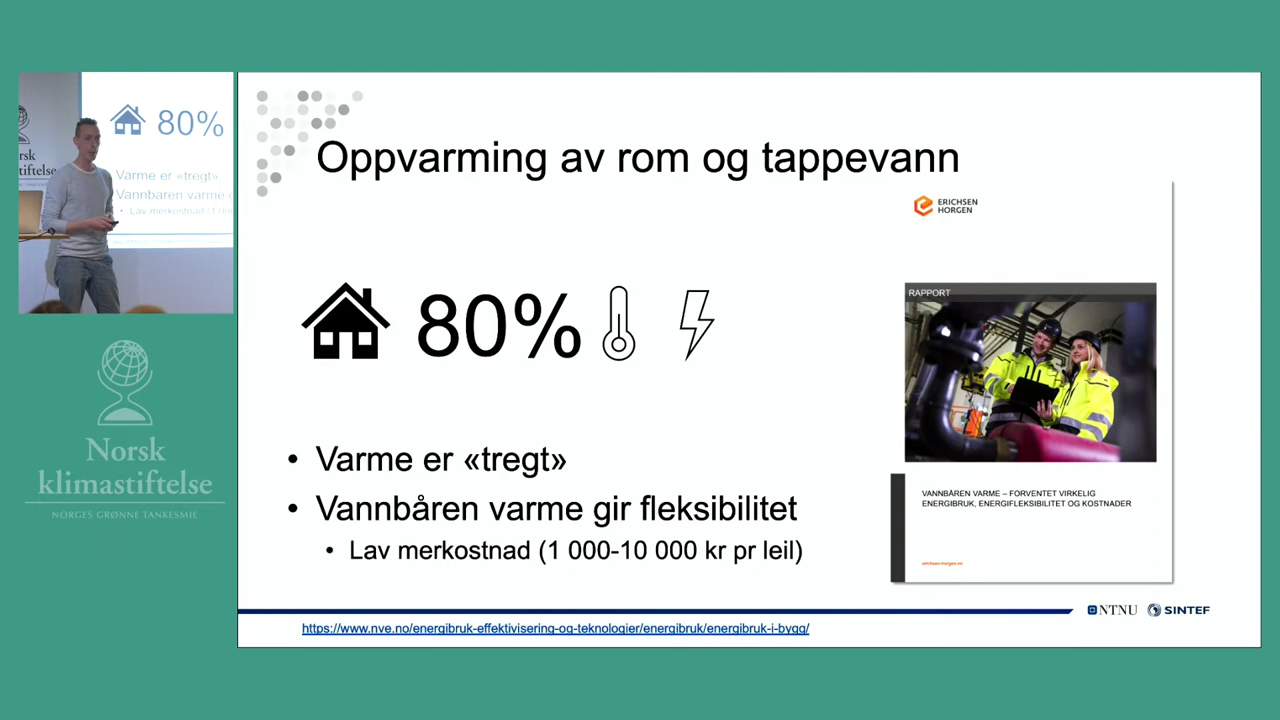 Oppvarming av rom og tappevann
ERICHSEN
HORGEN
80%
RAPPORT
• Varme er «tregt»
• Vannbåren varme gir fleksibilitet
• Lav merkostnad (1 000-10 000 kr pr leil)
VANNBÅREN VARME – FORVENTET VIRKELIG
ENERGIBRUK, ENERGIFLEKSIBILITET OG KOSTNADER
erichsen-horgen.no
NTNU SINTEF
https://www.nve.no/energibruk-effektivisering-og-teknologier/energibruk/energibruk-i-bygg/
80%
Varme er «tregt»
Vannbåren varme
• Lav merkostnad
Norsk
klimastiftelse
NORGES GRØNNE TANKESMIE